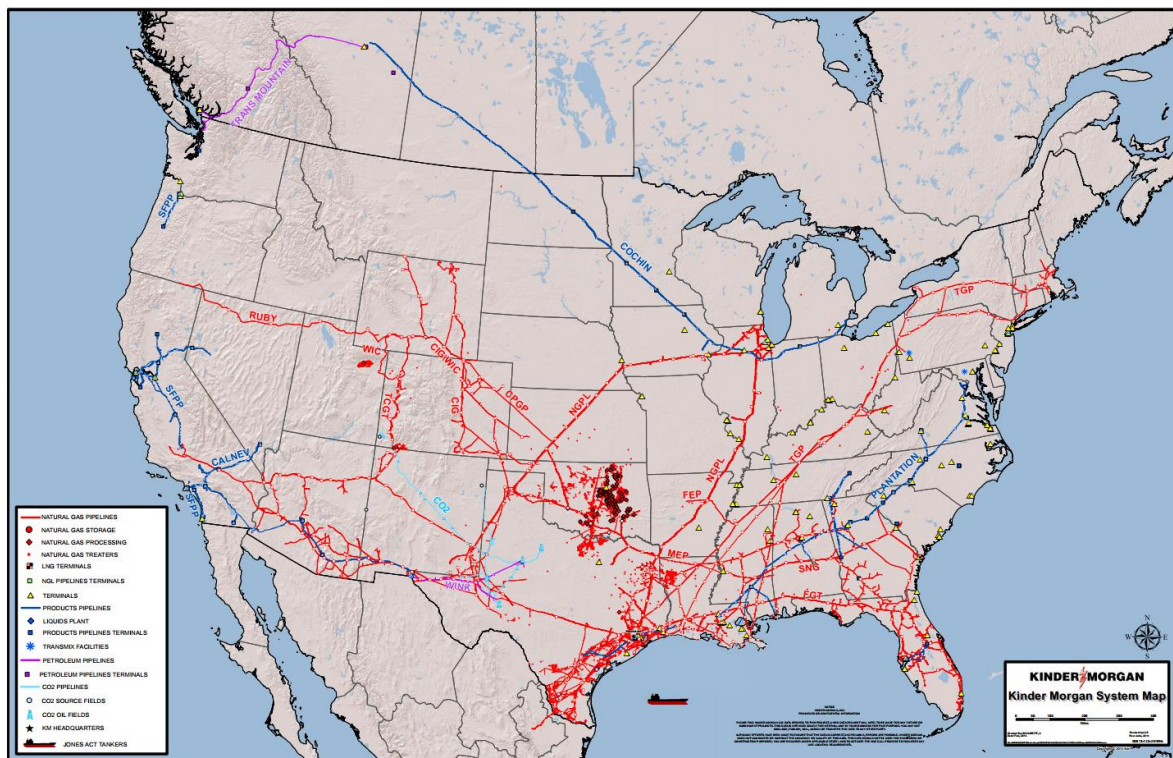 TRANS MOUNTAIN
SFPP
COCHIN
TGP
RUBY
WIC
CIG/WIC
CPGP
TCGT
CIG
NGPL
SFPP
CALNEV
SFPP
NGPL
TGP
PLANTATION
FEP
CO2
MEP
SNG
WINK
FGT
NATURAL GAS PIPELINES
NATURAL GAS STORAGE
NATURAL GAS PROCESSING
NATURAL GAS TREATERS
LNG TERMINALS
NGL PIPELINES TERMINALS
TERMINALS
PRODUCTS PIPELINES
LIQUIDS PLANT
PRODUCTS PIPELINES TERMINALS
TRANSMIX FACILITIES
PETROLEUM PIPELINES
PETROLEUM PIPELINES TERMINALS
CO2 PIPELINES
CO2 SOURCE FIELDS
CO2 OIL FIELDS
KM HEADQUARTERS
JONES ACT TANKERS
N
W E
S
KINDER MORGAN
Kinder Morgan System Map